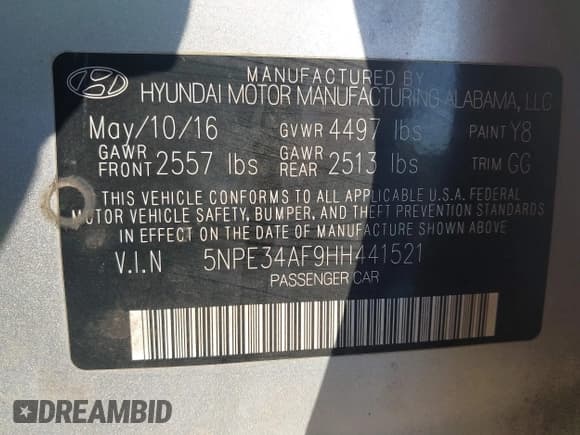 MANUFACTURED BY
HYUNDAI MOTOR MANUFACTURING ALABAMA, LLC
May/10/16 GVWR 4497 lbs PAINT Y8
GAWR FRONT 2557 lbs GAWR REAR 2513 lbs TRIM GG
THIS VEHICLE CONFORMS TO ALL APPLICABLE U.S.A. FEDERAL
MOTOR VEHICLE SAFETY, BUMPER, AND THEFT PREVENTION STANDARDS
IN EFFECT ON THE DATE OF MANUFACTURE SHOWN ABOVE.
V.I.N 5NPE34AF9HH441521
PASSENGER CAR
DREAMBID